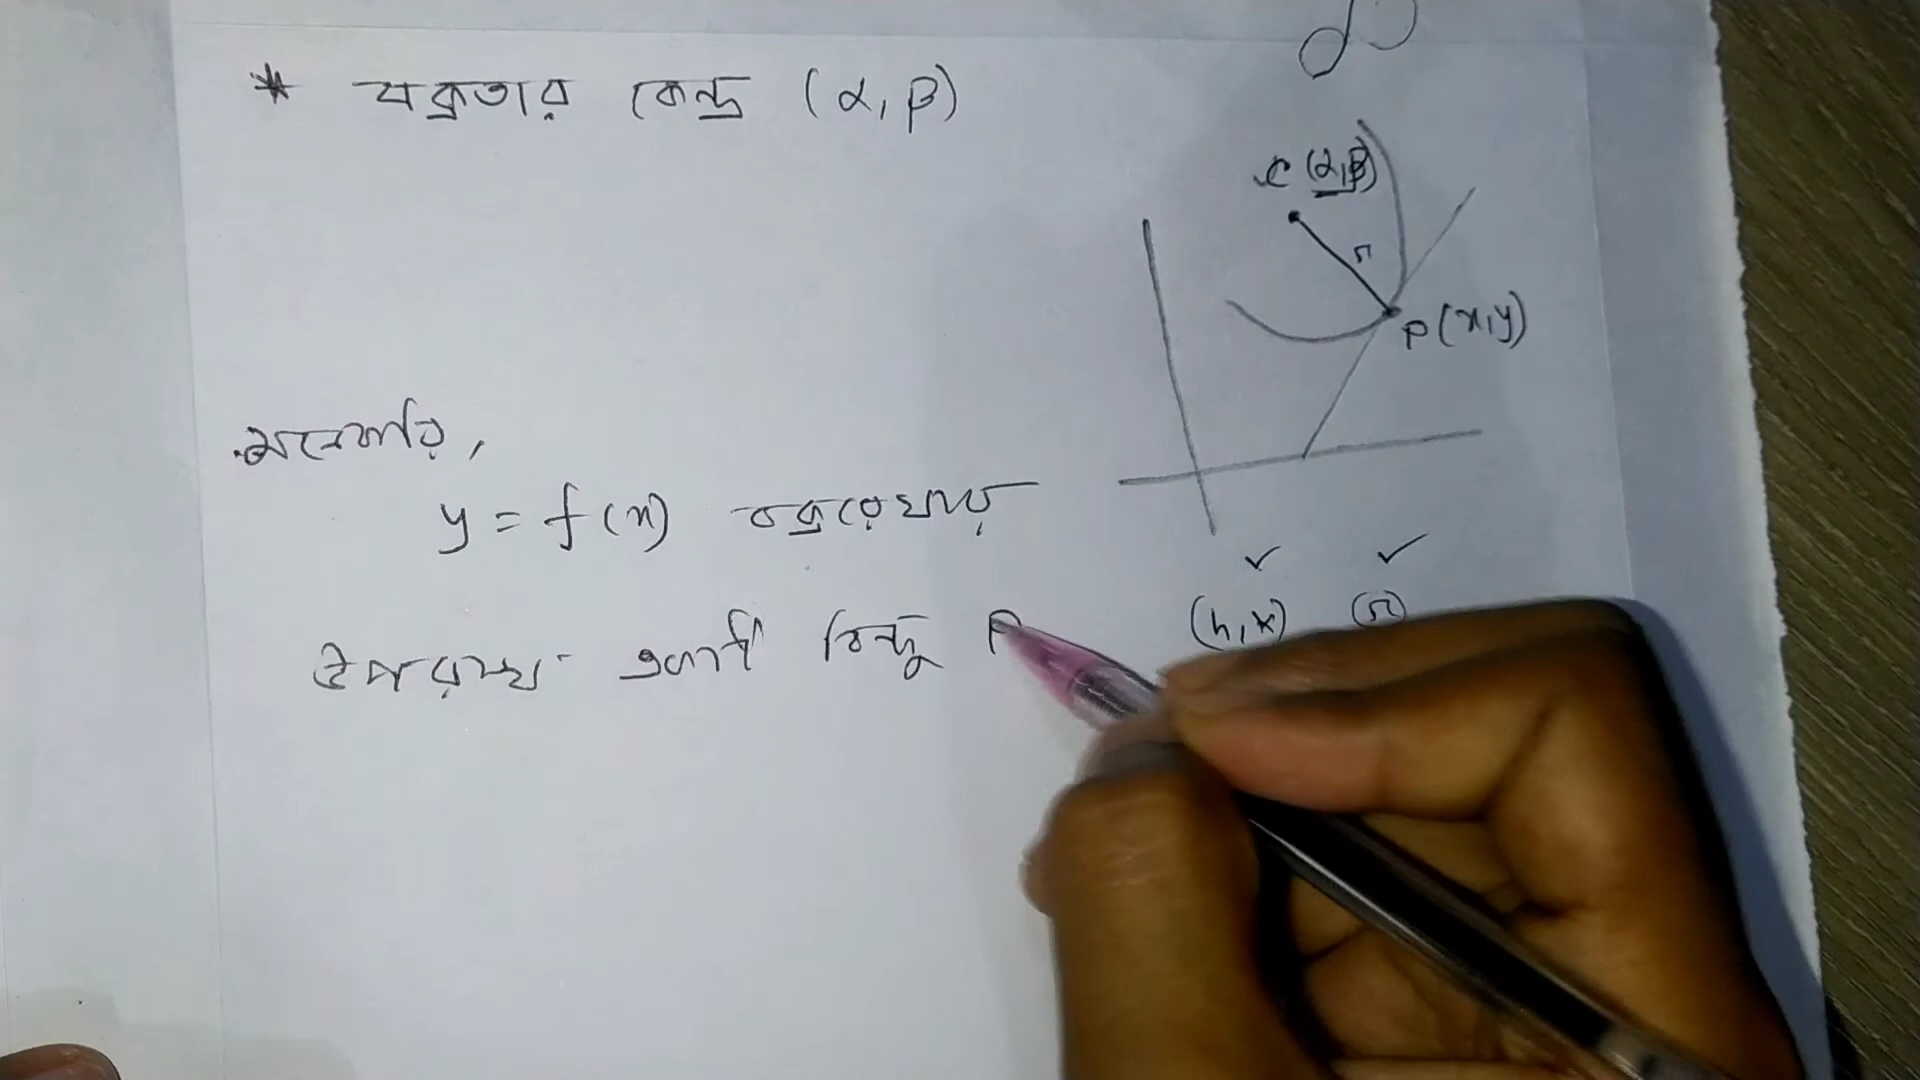 * বক্রতার কেন্দ্র (α, β)
C (α, β)
r
P(x, y)
মনেকরি,
y = f(x) বক্ররেখার
(h, k) (r)
উপরস্থ একটি বিন্দু P